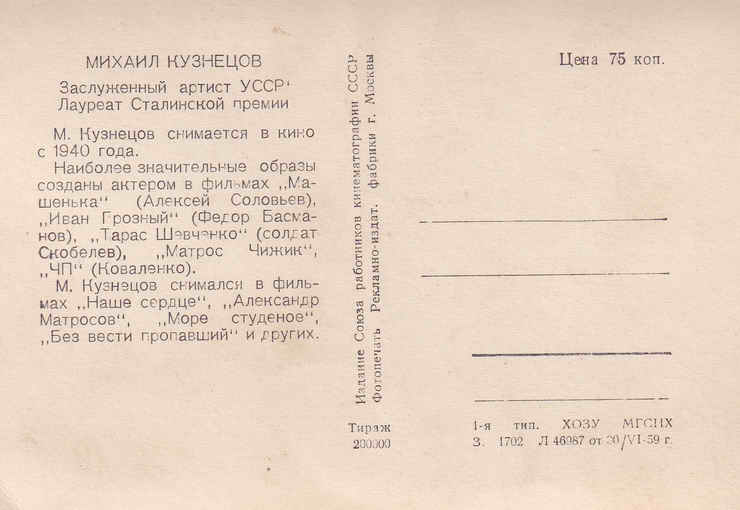 МИХАИЛ КУЗНЕЦОВ
Заслуженный артист УССР
Лауреат Сталинской премии
М. Кузнецов снимается в кино
с 1940 года.
Наиболее значительные образы
созданы актером в фильмах „Ма-
шенька“ (Алексей Соловьев),
„Иван Грозный“ (Федор Басма-
нов), „Тарас Шевченко“ (солдат
Скобелев), „Матрос Чижик“,
„ЧП“ (Коваленко).
М. Кузнецов снимался в филь-
мах „Наше сердце“, „Александр
Матросов“, „Море студеное“,
„Без вести пропавший“ и других.
Издание Союза работников кинематографии СССР
Фотопечать Рекламно-издат. фабрики г. Москвы
Тираж
200000
Цена 75 коп.
1-я тип. ХОЗУ МГСНХ
З. 1702 Л 46987 от 20/VI-59 г.